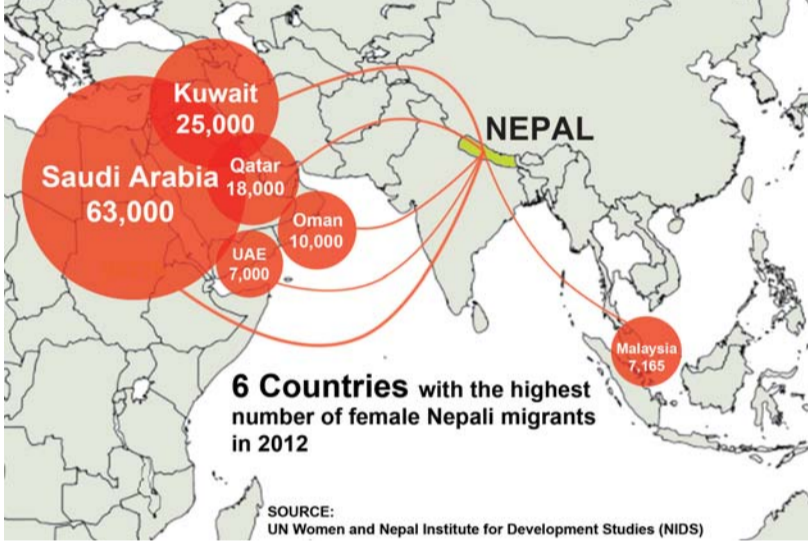 Kuwait
25,000
NEPAL
Saudi Arabia
63,000
Qatar
18,000
Oman
10,000
UAE
7,000
Malaysia
7,165
6 Countries with the highest
number of female Nepali migrants
in 2012
SOURCE:
UN Women and Nepal Institute for Development Studies (NIDS)